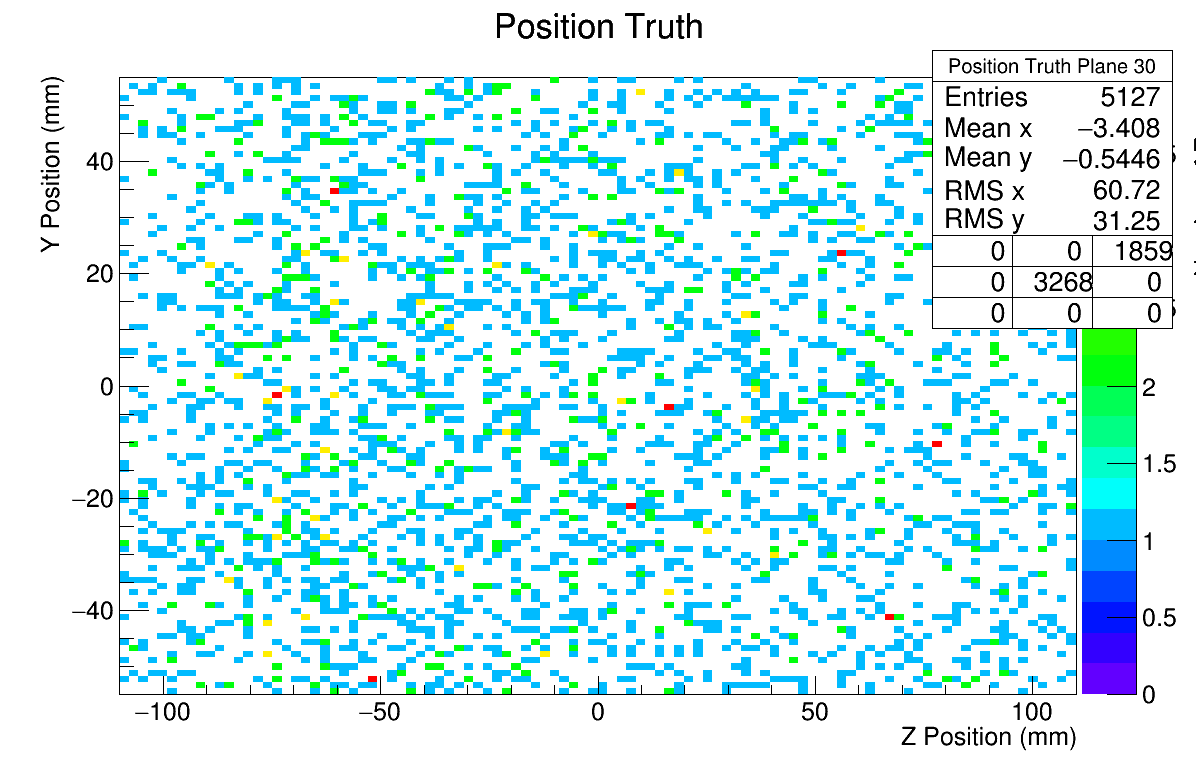 Position Truth
Position Truth Plane 30
Entries 5127
Mean x −3.408
Mean y −0.5446
RMS x 60.72
RMS y 31.25
0 0 1859
0 3268 0
0 0 0
Y Position (mm)
40
20
0
−20
−40
−100 −50 0 50 100
Z Position (mm)
2
1.5
1
0.5
0